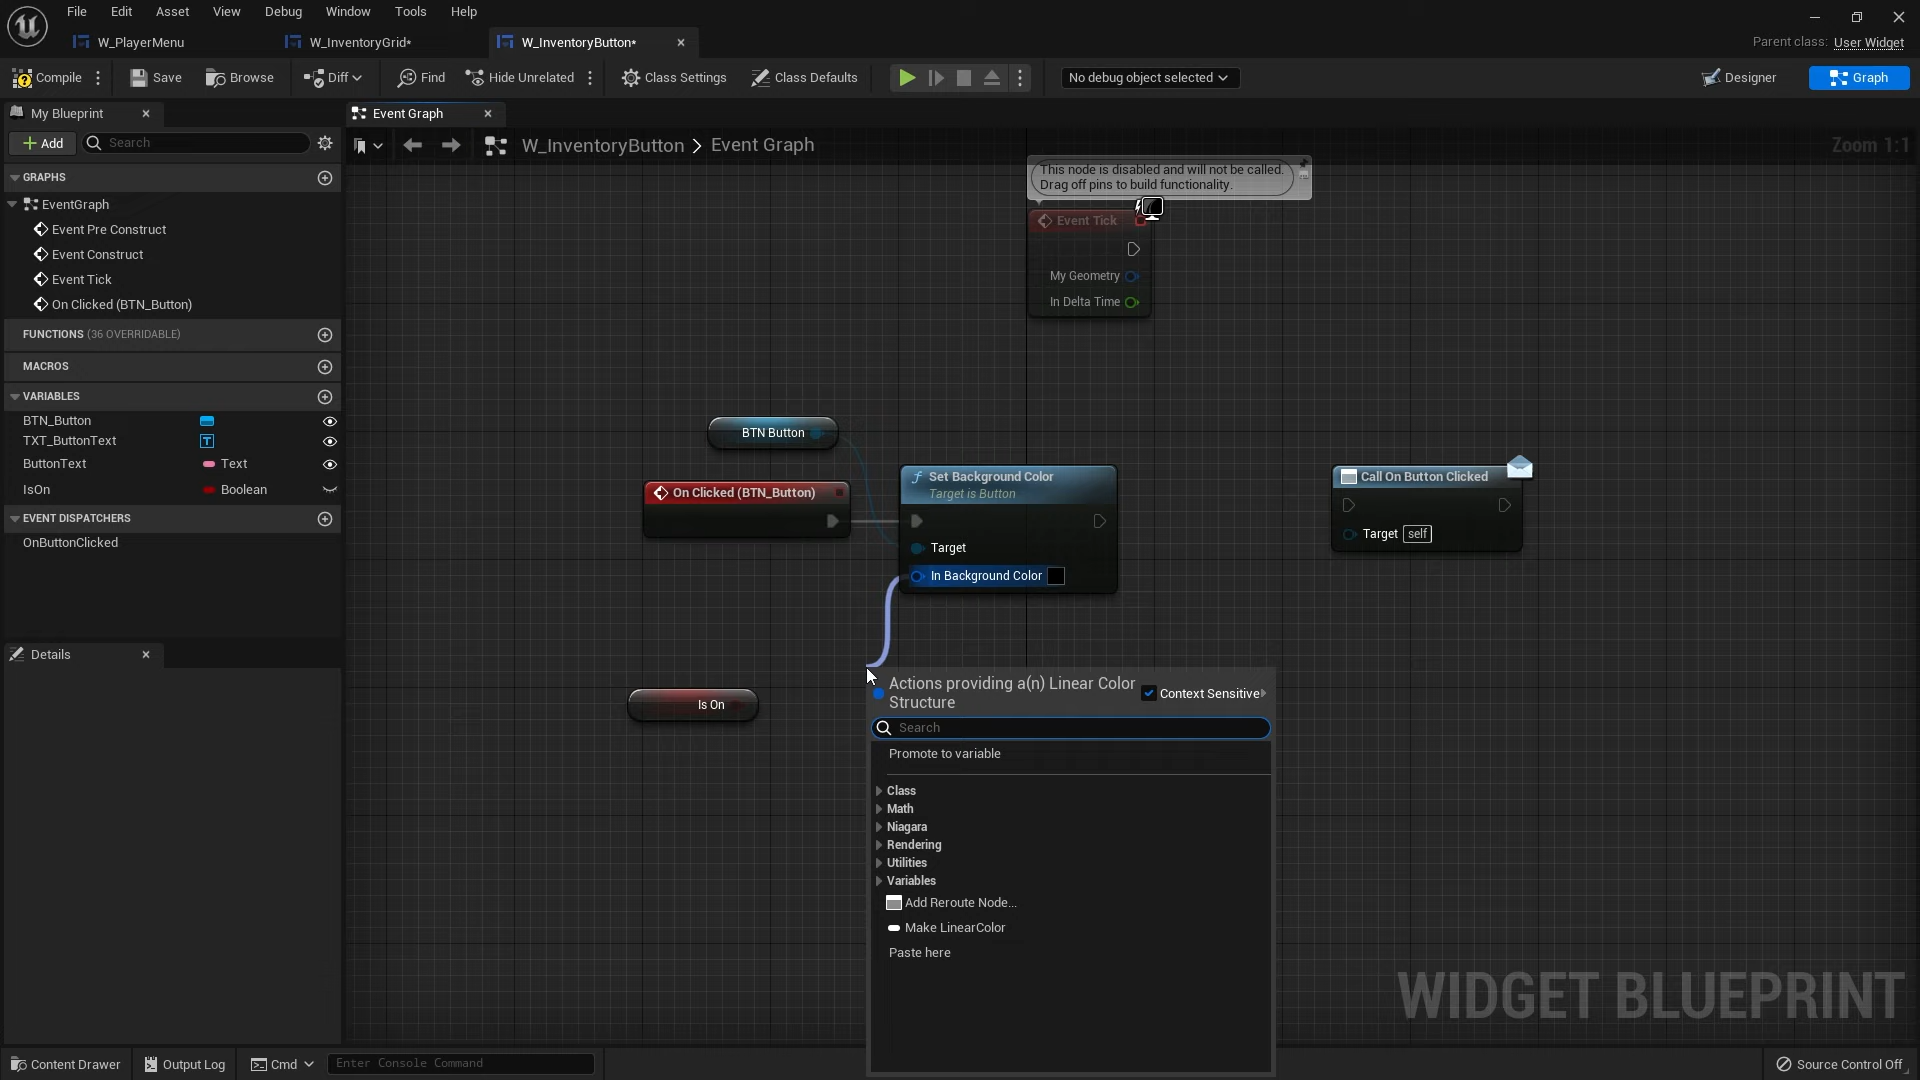 File Edit Asset View Debug Window Tools Help
W_PlayerMenu W_InventoryGrid* W_InventoryButton*
Parent class: User Widget
Compile Save Browse Diff Find Hide Unrelated Class Settings Class Defaults No debug object selected Designer Graph
My Blueprint
Event Graph
Add Search
W_InventoryButton > Event Graph
Zoom 1:1
GRAPHS
EventGraph
Event Pre Construct
Event Construct
Event Tick
On Clicked (BTN_Button)
FUNCTIONS (36 OVERRIDABLE)
MACROS
VARIABLES
BTN_Button
TXT_ButtonText
ButtonText Text
IsOn Boolean
EVENT DISPATCHERS
OnButtonClicked
Details
This node is disabled and will not be called.
Drag off pins to build functionality.
Event Tick
My Geometry
In Delta Time
BTN Button
On Clicked (BTN_Button)
Set Background Color
Target is Button
Target
In Background Color
Call On Button Clicked
Target self
Is On
Actions providing a(n) Linear Color
Structure
Context Sensitive
Search
Promote to variable
Class
Math
Niagara
Rendering
Utilities
Variables
Add Reroute Node...
Make LinearColor
Paste here
WIDGET BLUEPRINT
Content Drawer Output Log Cmd Enter Console Command Source Control Off